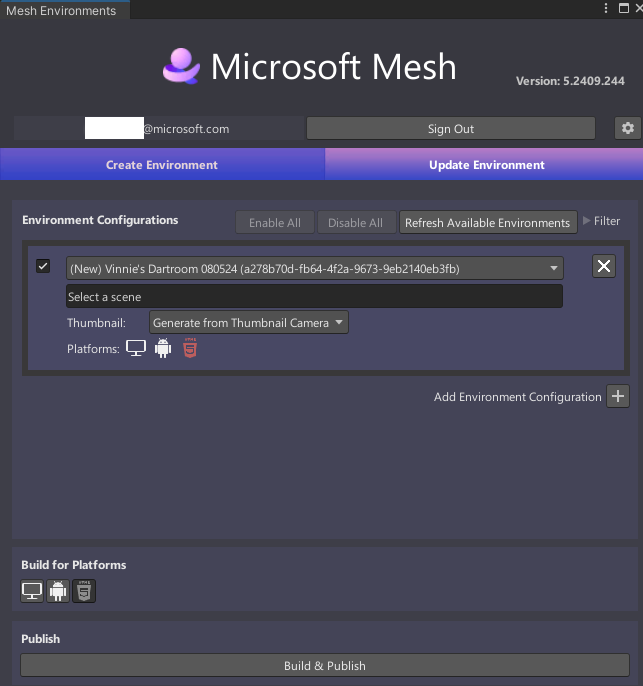 Mesh Environments
Microsoft Mesh
Version: 5.2409.244
@microsoft.com
Sign Out
Create Environment
Update Environment
Environment Configurations
Enable All
Disable All
Refresh Available Environments
Filter
(New) Vinnie's Dartroom 080524 (a278b70d-fb64-4f2a-9673-9eb2140eb3fb)
Select a scene
Thumbnail:
Generate from Thumbnail Camera
Platforms:
Add Environment Configuration
Build for Platforms
Publish
Build & Publish